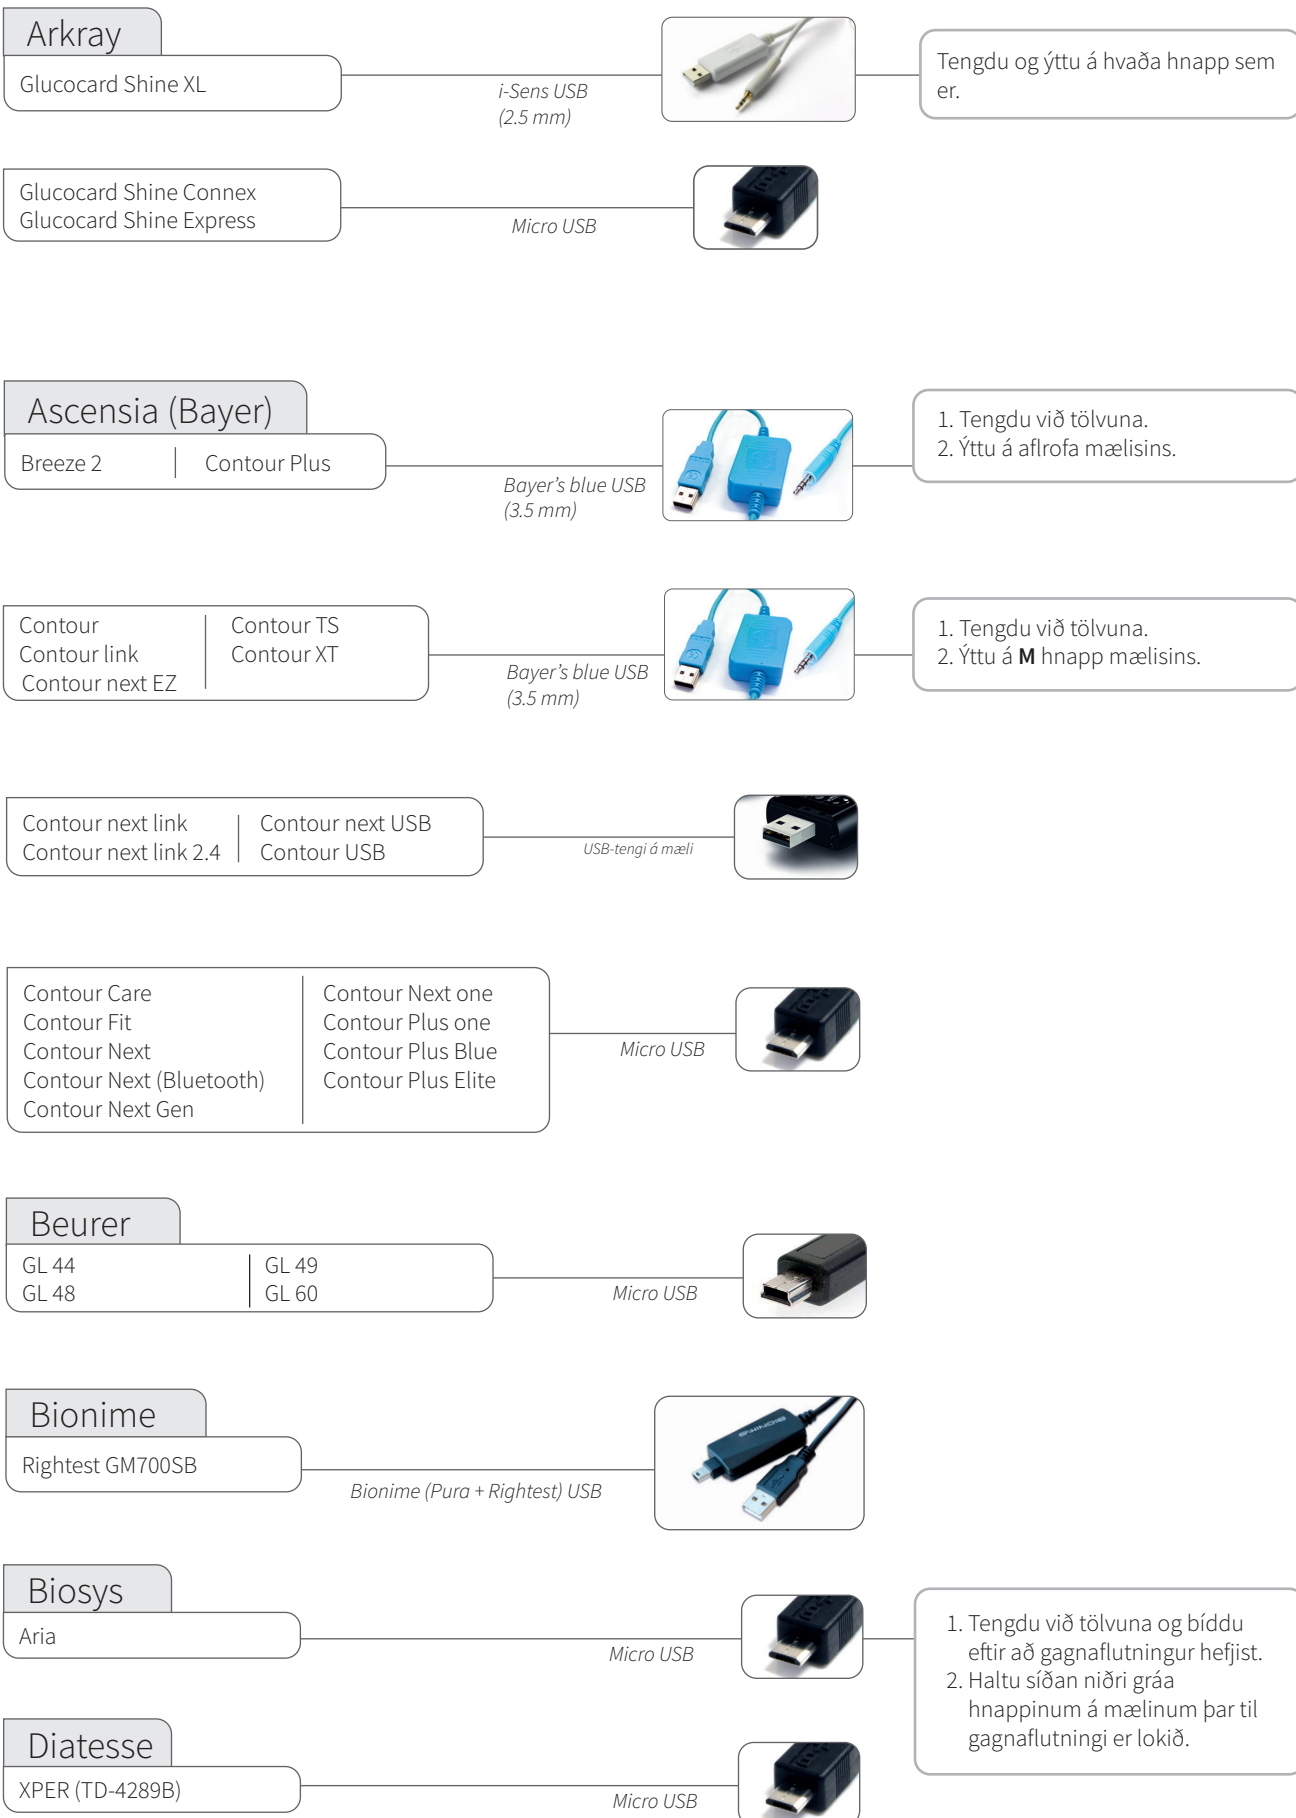 Arkray
Glucocard Shine XL
i-Sens USB
(2.5 mm)
Tengdu og ýttu á hvaða hnapp sem
er.
Glucocard Shine Connex
Glucocard Shine Express
Micro USB
Ascensia (Bayer)
Breeze 2
Contour Plus
Bayer's blue USB
(3.5 mm)
1. Tengdu við tölvuna.
2. Ýttu á aflrofa mælisins.
Contour
Contour link
Contour next EZ
Contour TS
Contour XT
Bayer's blue USB
(3.5 mm)
1. Tengdu við tölvuna.
2. Ýttu á M hnapp mælisins.
Contour next link
Contour next link 2.4
Contour next USB
Contour USB
USB-tengi á mæli
Contour Care
Contour Fit
Contour Next
Contour Next (Bluetooth)
Contour Next Gen
Contour Next one
Contour Plus one
Contour Plus Blue
Contour Plus Elite
Micro USB
Beurer
GL 44
GL 48
GL 49
GL 60
Micro USB
Bionime
Rightest GM700SB
Bionime (Pura + Rightest) USB
BIONIME
Biosys
Aria
Micro USB
1. Tengdu við tölvuna og bíddu
eftir að gagnaflutningur hefjist.
2. Haltu síðan niðri gráa
hnappinum á mælinum þar til
gagnaflutningi er lokið.
Diatesse
XPER (TD-4289B)
Micro USB